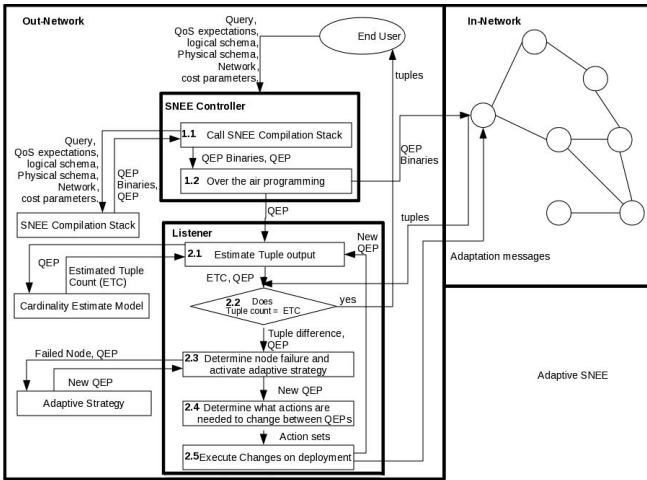 Out-Network
In-Network
Query,
QoS expectations,
logical schema,
Physical schema,
Network,
cost parameters,
End User
tuples
SNEE Controller
1.1 Call SNEE Compilation Stack
QEP Binaries, QEP
1.2 Over the air programming
QEP
Binaries
Query,
QoS expectations,
logical schema,
Physical schema,
Network,
cost parameters,
QEP
Binaries,
QEP
SNEE Compilation Stack
QEP
tuples
Listener
New
QEP
2.1 Estimate Tuple output
Adaptation messages
QEP
Estimated Tuple
Count (ETC)
ETC, QEP
Cardinality Estimate Model
2.2 Does
Tuple count = ETC
yes
Tuple difference,
QEP
Failed Node, QEP
2.3 Determine node failure and
activate adaptive strategy
New QEP
New QEP
Adaptive Strategy
2.4 Determine what actions are
needed to change between QEPs
Action sets
2.5 Execute Changes on deployment
Adaptive SNEE